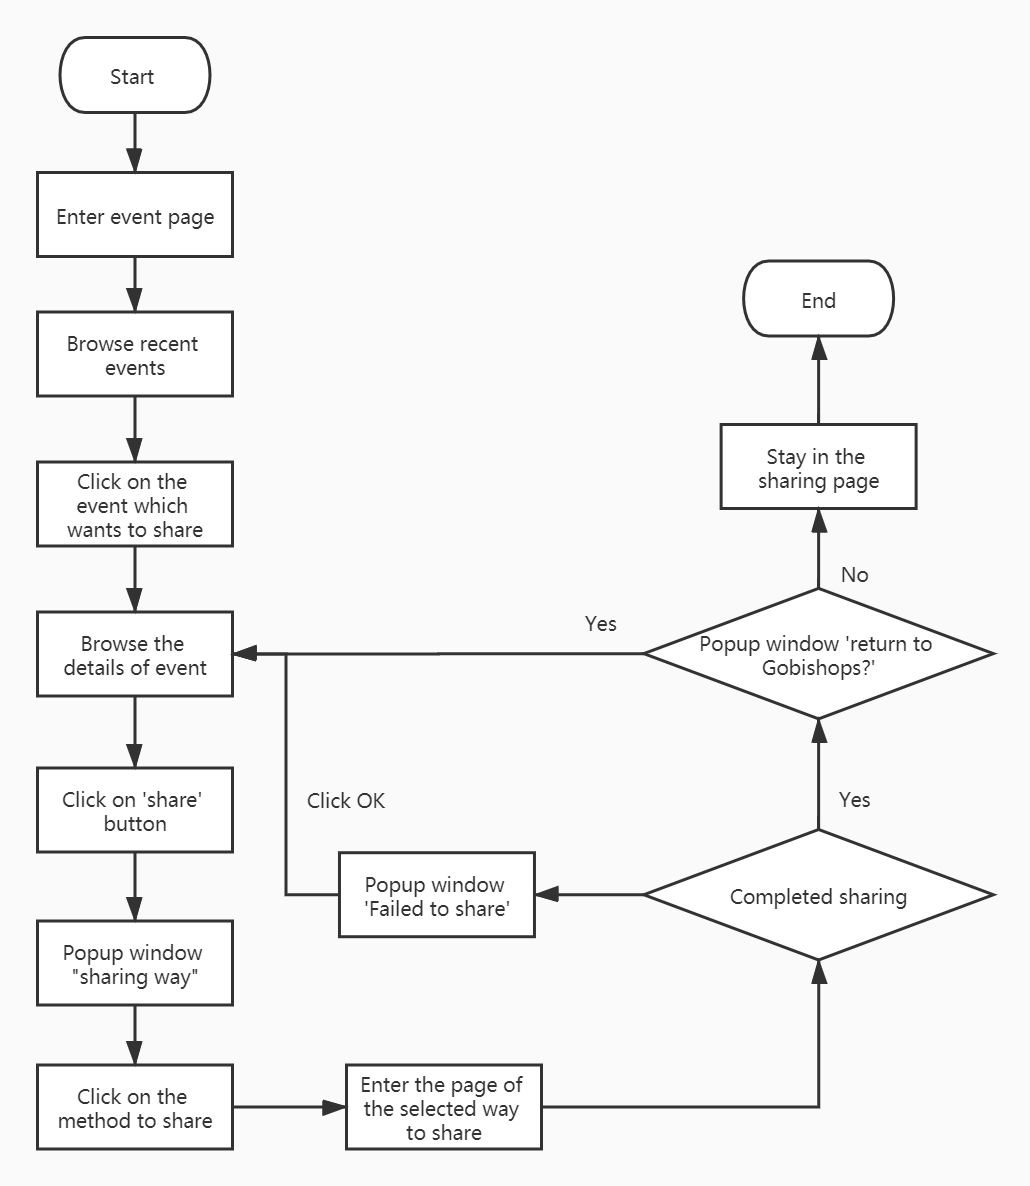 Start
Enter event page
Browse recent
events
Click on the
event which
wants to share
Browse the
details of event
Click on 'share'
button
Popup window
"sharing way"
Click on the
method to share
Enter the page of
the selected way
to share
Completed sharing
Popup window
'Failed to share'
Click OK
Yes
Popup window 'return to
Gobishops?'
Yes
No
Stay in the
sharing page
End